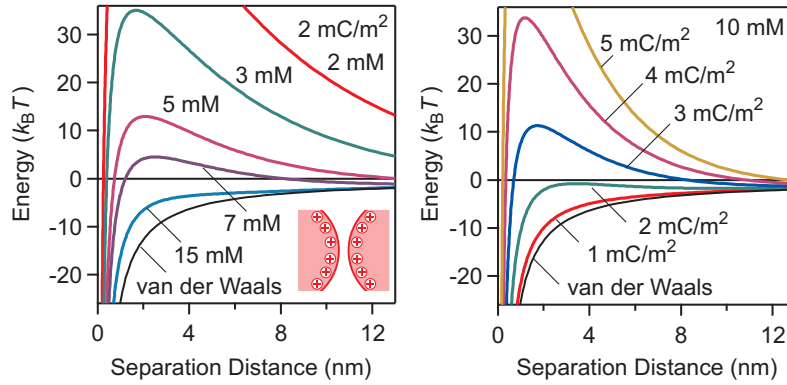 30
20
10
0
-10
-20
Energy (kBT)
0
4
8
12
Separation Distance (nm)
2 mC/m²
2 mM
3 mM
5 mM
7 mM
15 mM
van der Waals
+ + + + + +
+ + + + + +
30
20
10
0
-10
-20
Energy (kBT)
0
4
8
12
Separation Distance (nm)
10 mM
5 mC/m²
4 mC/m²
3 mC/m²
2 mC/m²
1 mC/m²
van der Waals